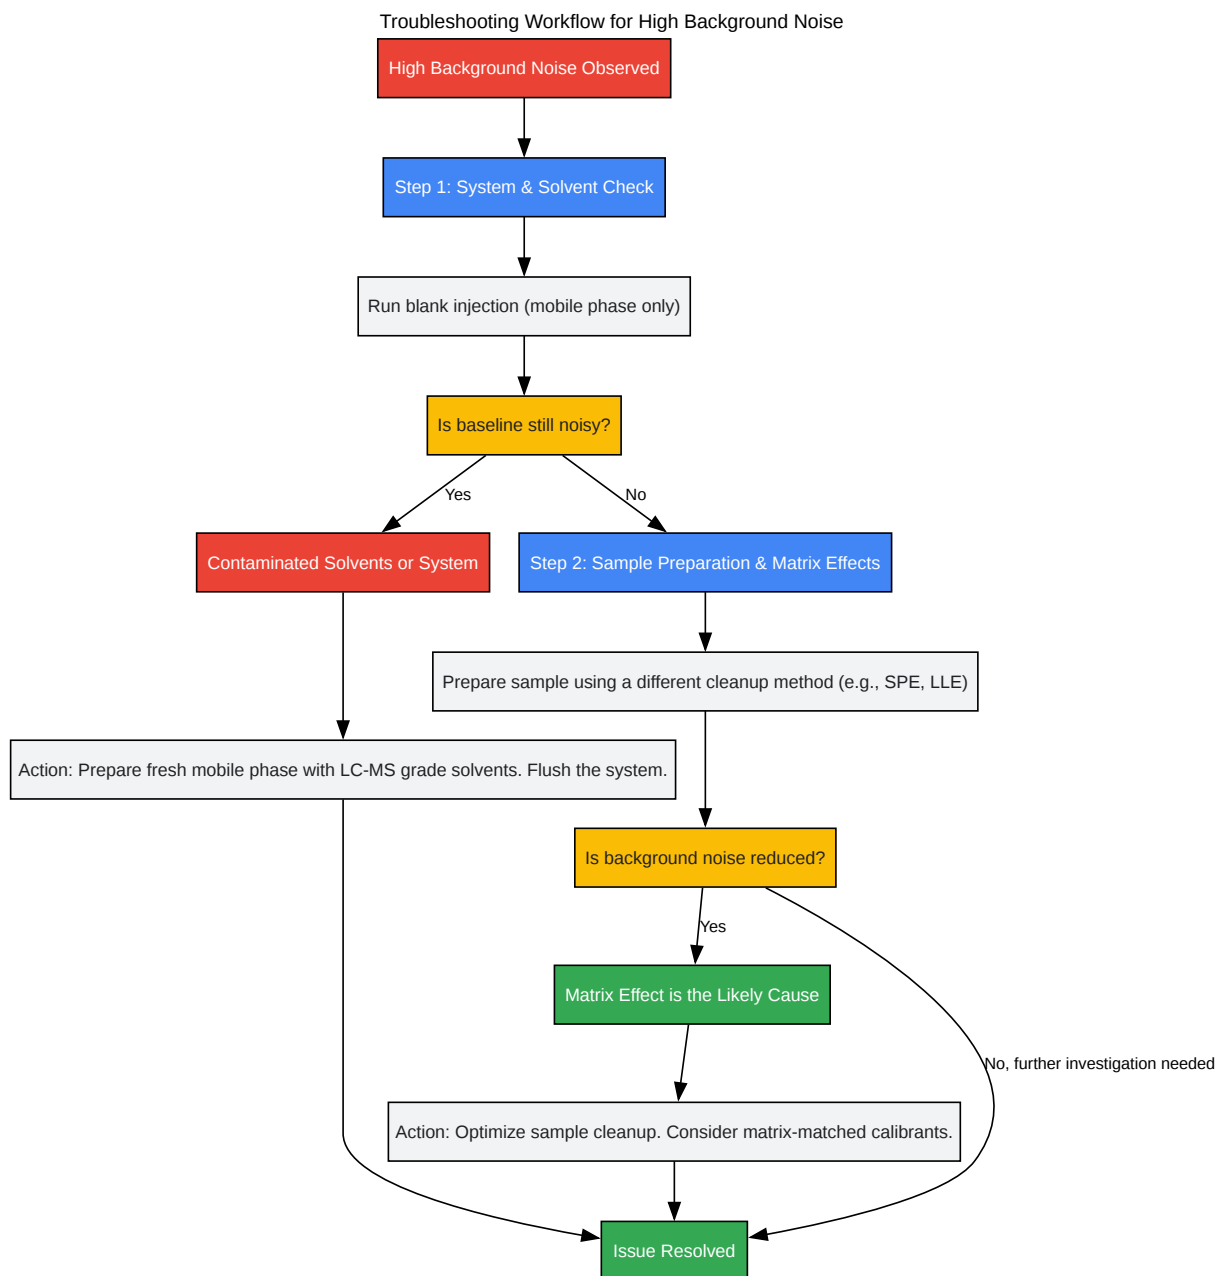 Troubleshooting Workflow for High Background Noise
High Background Noise Observed
Step 1: System & Solvent Check
Run blank injection (mobile phase only)
Is baseline still noisy?
Yes
No
Contaminated Solvents or System
Step 2: Sample Preparation & Matrix Effects
Prepare sample using a different cleanup method (e.g., SPE, LLE)
Action: Prepare fresh mobile phase with LC-MS grade solvents. Flush the system.
Is background noise reduced?
Yes
Matrix Effect is the Likely Cause
No, further investigation needed
Action: Optimize sample cleanup. Consider matrix-matched calibrants.
Issue Resolved